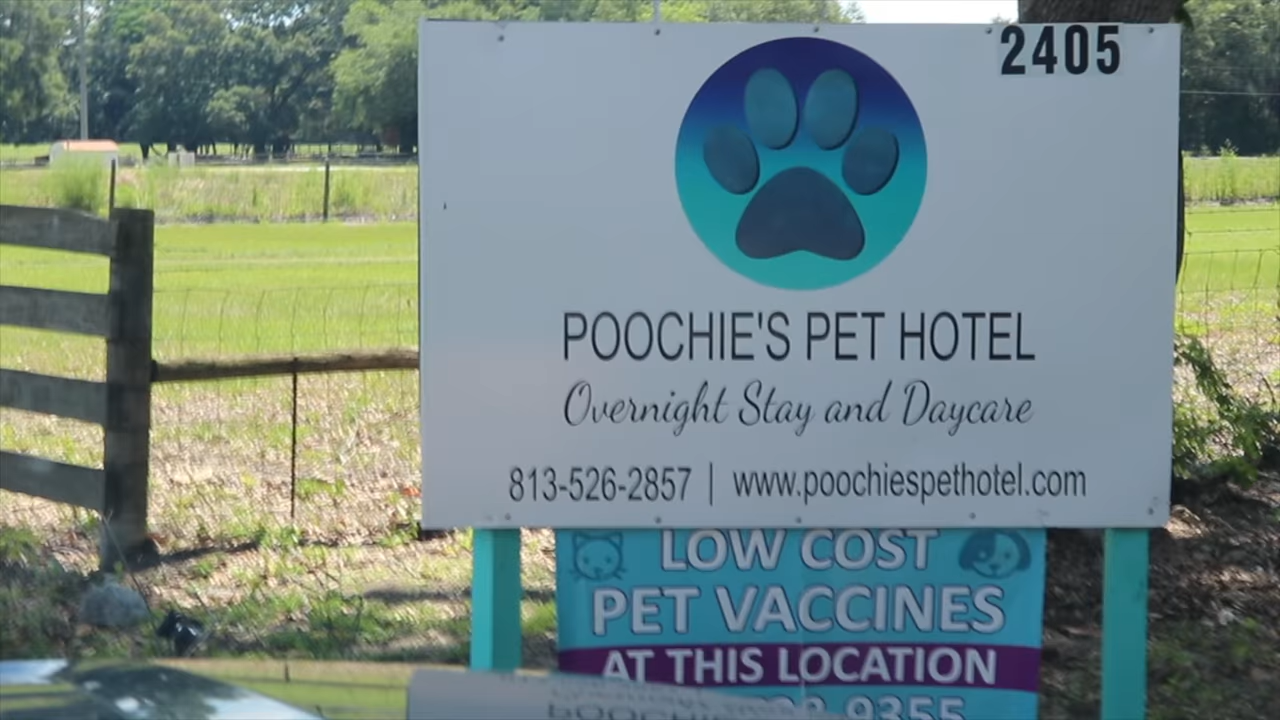 2405
POOCHIE'S PET HOTEL
Overnight Stay and Daycare
813-526-2857 | www.poochiespethotel.com
LOW COST
PET VACCINES
AT THIS LOCATION
9355